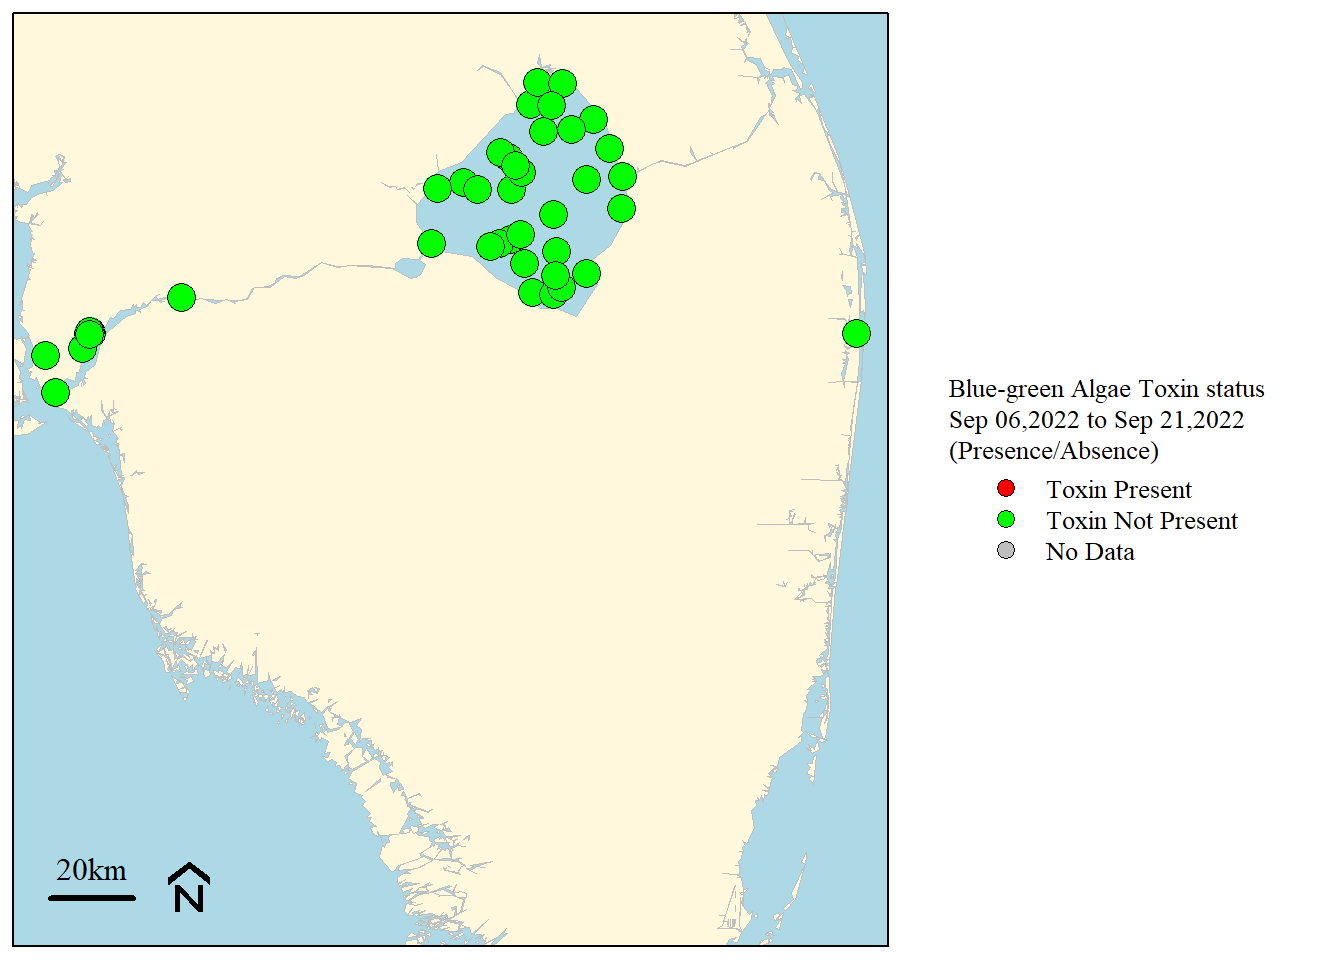 Blue-green Algae Toxin status
Sep 06,2022 to Sep 21,2022
(Presence/Absence)
Toxin Present
Toxin Not Present
No Data
20km
N